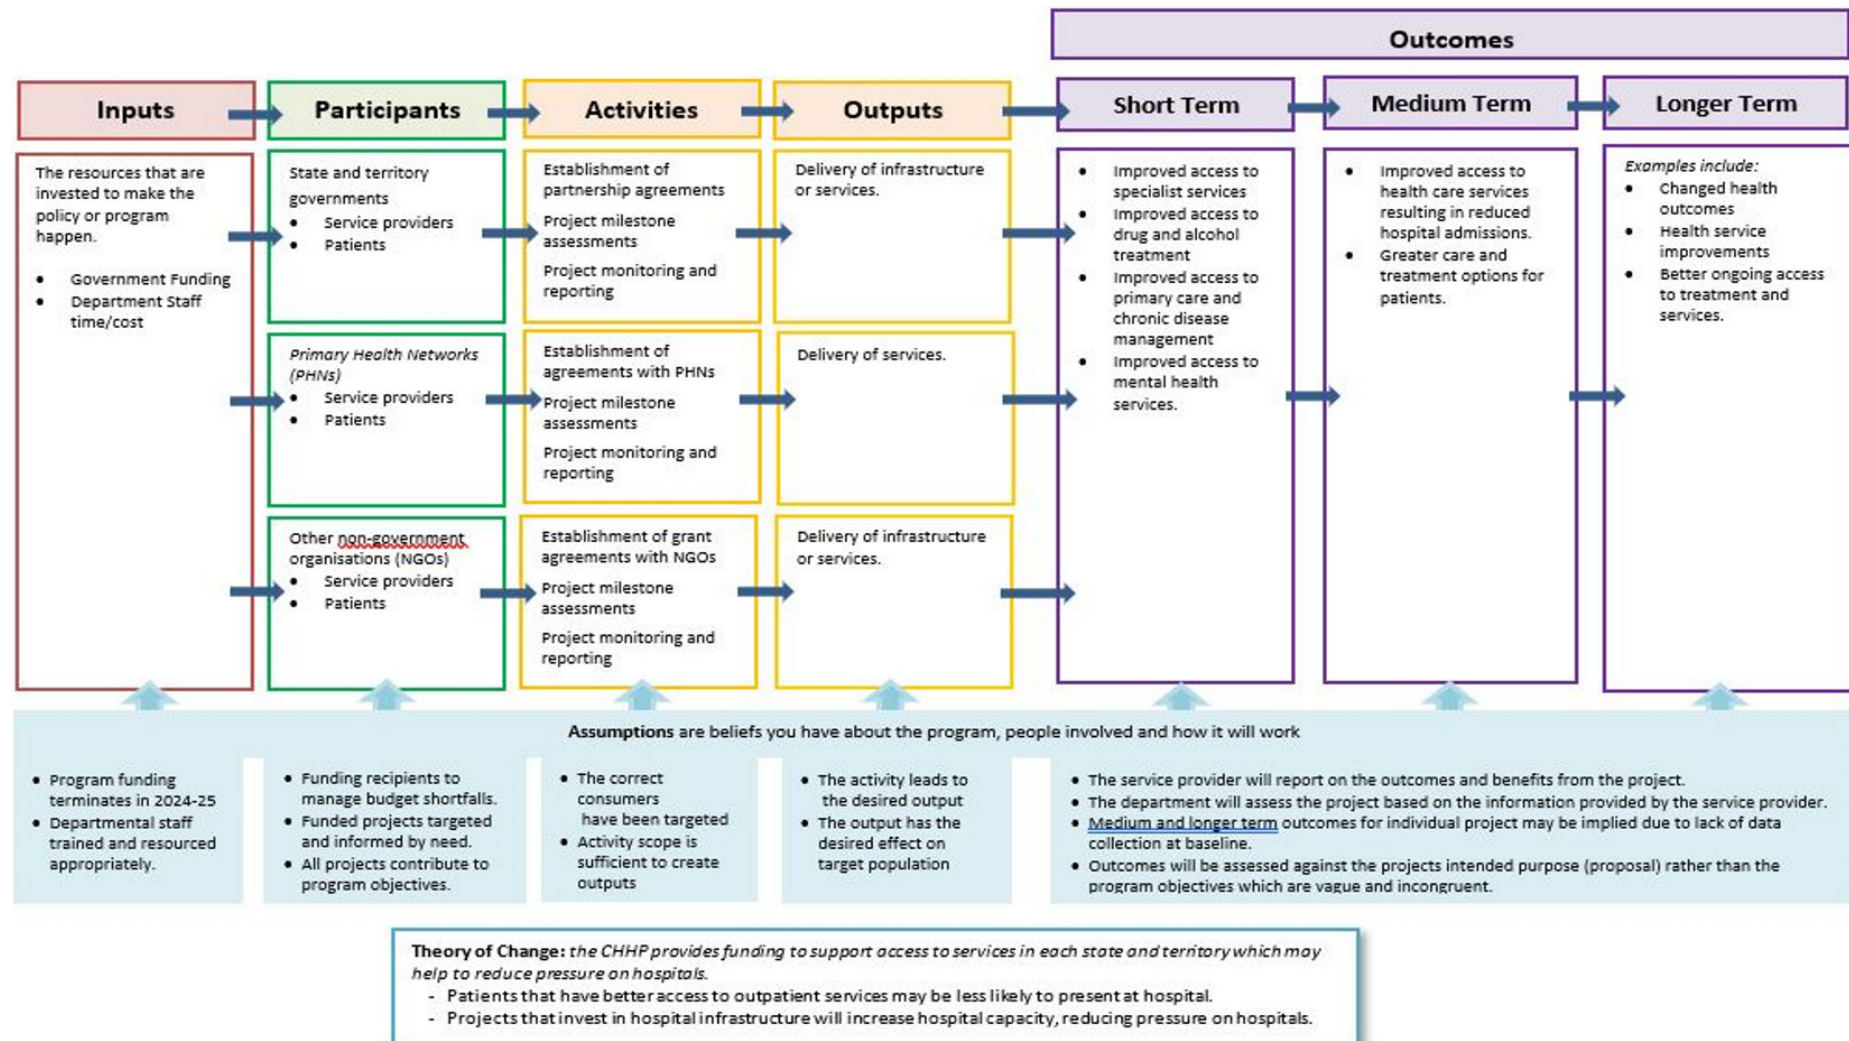 Outcomes
Inputs
Participants
Activities
Outputs
Short Term
Medium Term
Longer Term
The resources that are
invested to make the
policy or program
happen.
• Government Funding
• Department Staff
time/cost
State and territory
governments
• Service providers
• Patients
Establishment of
partnership agreements
Project milestone
assessments
Project monitoring and
reporting
Delivery of infrastructure
or services.
Primary Health Networks
(PHNs)
• Service providers
• Patients
Establishment of
agreements with PHNs
Project milestone
assessments
Project monitoring and
reporting
Delivery of services.
Other non-government
organisations (NGOs)
• Service providers
• Patients
Establishment of grant
agreements with NGOs
Project milestone
assessments
Project monitoring and
reporting
Delivery of infrastructure
or services.
• Improved access to
specialist services
• Improved access to
drug and alcohol
treatment
• Improved access to
primary care and
chronic disease
management
• Improved access to
mental health
services.
• Improved access to
health care services
resulting in reduced
hospital admissions.
• Greater care and
treatment options for
patients.
Examples include:
• Changed health
outcomes
• Health service
improvements
• Better ongoing access
to treatment and
services.
Assumptions are beliefs you have about the program, people involved and how it will work
• Program funding
terminates in 2024-25
• Departmental staff
trained and resourced
appropriately.
• Funding recipients to
manage budget shortfalls.
• Funded projects targeted
and informed by need.
• All projects contribute to
program objectives.
• The correct
consumers
have been targeted
• Activity scope is
sufficient to create
outputs
• The activity leads to
the desired output
• The output has the
desired effect on
target population
• The service provider will report on the outcomes and benefits from the project.
• The department will assess the project based on the information provided by the service provider.
• Medium and longer term outcomes for individual project may be implied due to lack of data
collection at baseline.
• Outcomes will be assessed against the projects intended purpose (proposal) rather than the
program objectives which are vague and incongruent.
Theory of Change: the CHHP provides funding to support access to services in each state and territory which may
help to reduce pressure on hospitals.
- Patients that have better access to outpatient services may be less likely to present at hospital.
- Projects that invest in hospital infrastructure will increase hospital capacity, reducing pressure on hospitals.